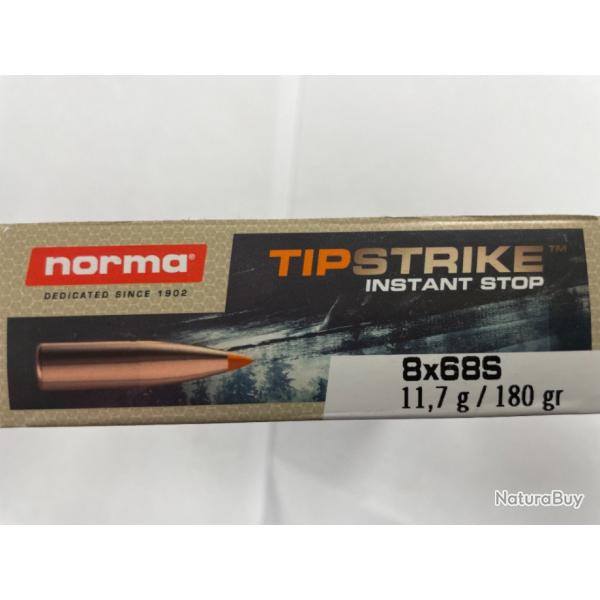 norma®
DEDICATED SINCE 1902
TIPSTRIKE™
INSTANT STOP
8x68S
11,7 g / 180 gr
NaturaBuy